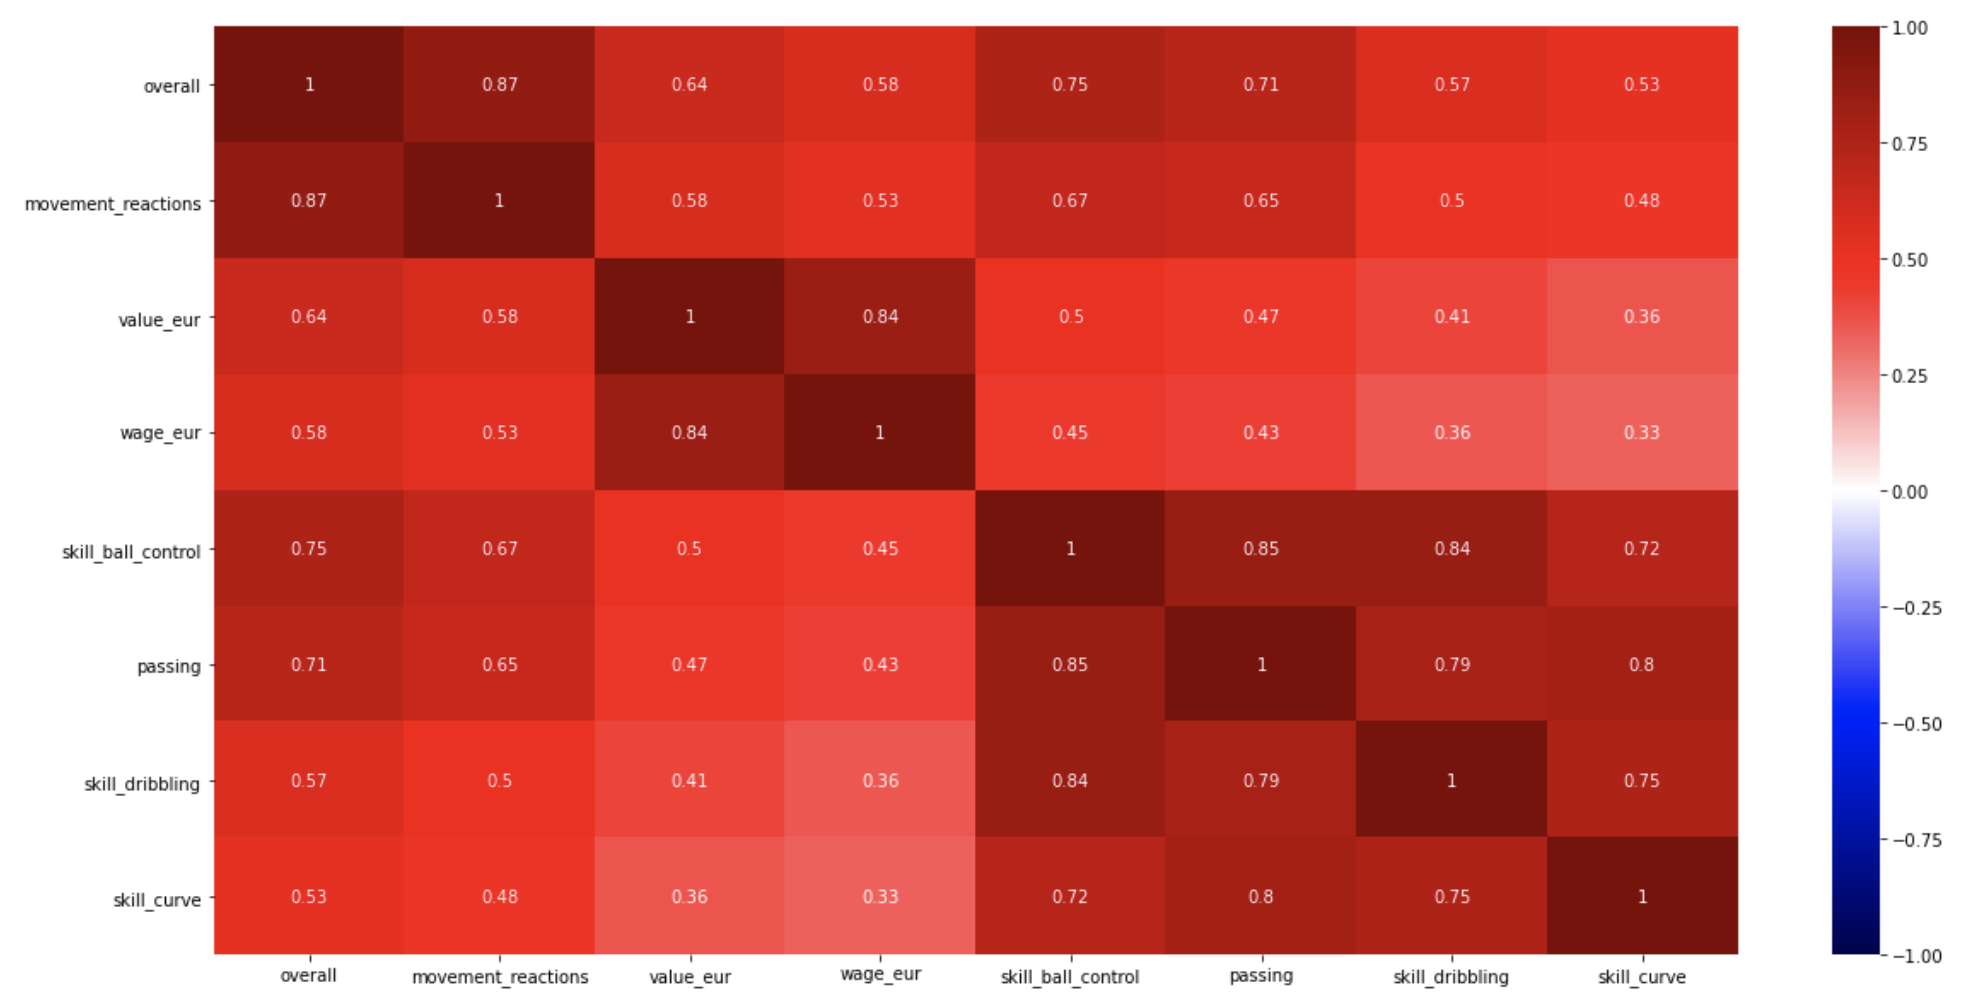 overall 1 0.87 0.64 0.58 0.75 0.71 0.57 0.53
movement_reactions 0.87 1 0.58 0.53 0.67 0.65 0.5 0.48
value_eur 0.64 0.58 1 0.84 0.5 0.47 0.41 0.36
wage_eur 0.58 0.53 0.84 1 0.45 0.43 0.36 0.33
skill_ball_control 0.75 0.67 0.5 0.45 1 0.85 0.84 0.72
passing 0.71 0.65 0.47 0.43 0.85 1 0.79 0.8
skill_dribbling 0.57 0.5 0.41 0.36 0.84 0.79 1 0.75
skill_curve 0.53 0.48 0.36 0.33 0.72 0.8 0.75 1
overall movement_reactions value_eur wage_eur skill_ball_control passing skill_dribbling skill_curve
1.00
0.75
0.50
0.25
0.00
−0.25
−0.50
−0.75
−1.00